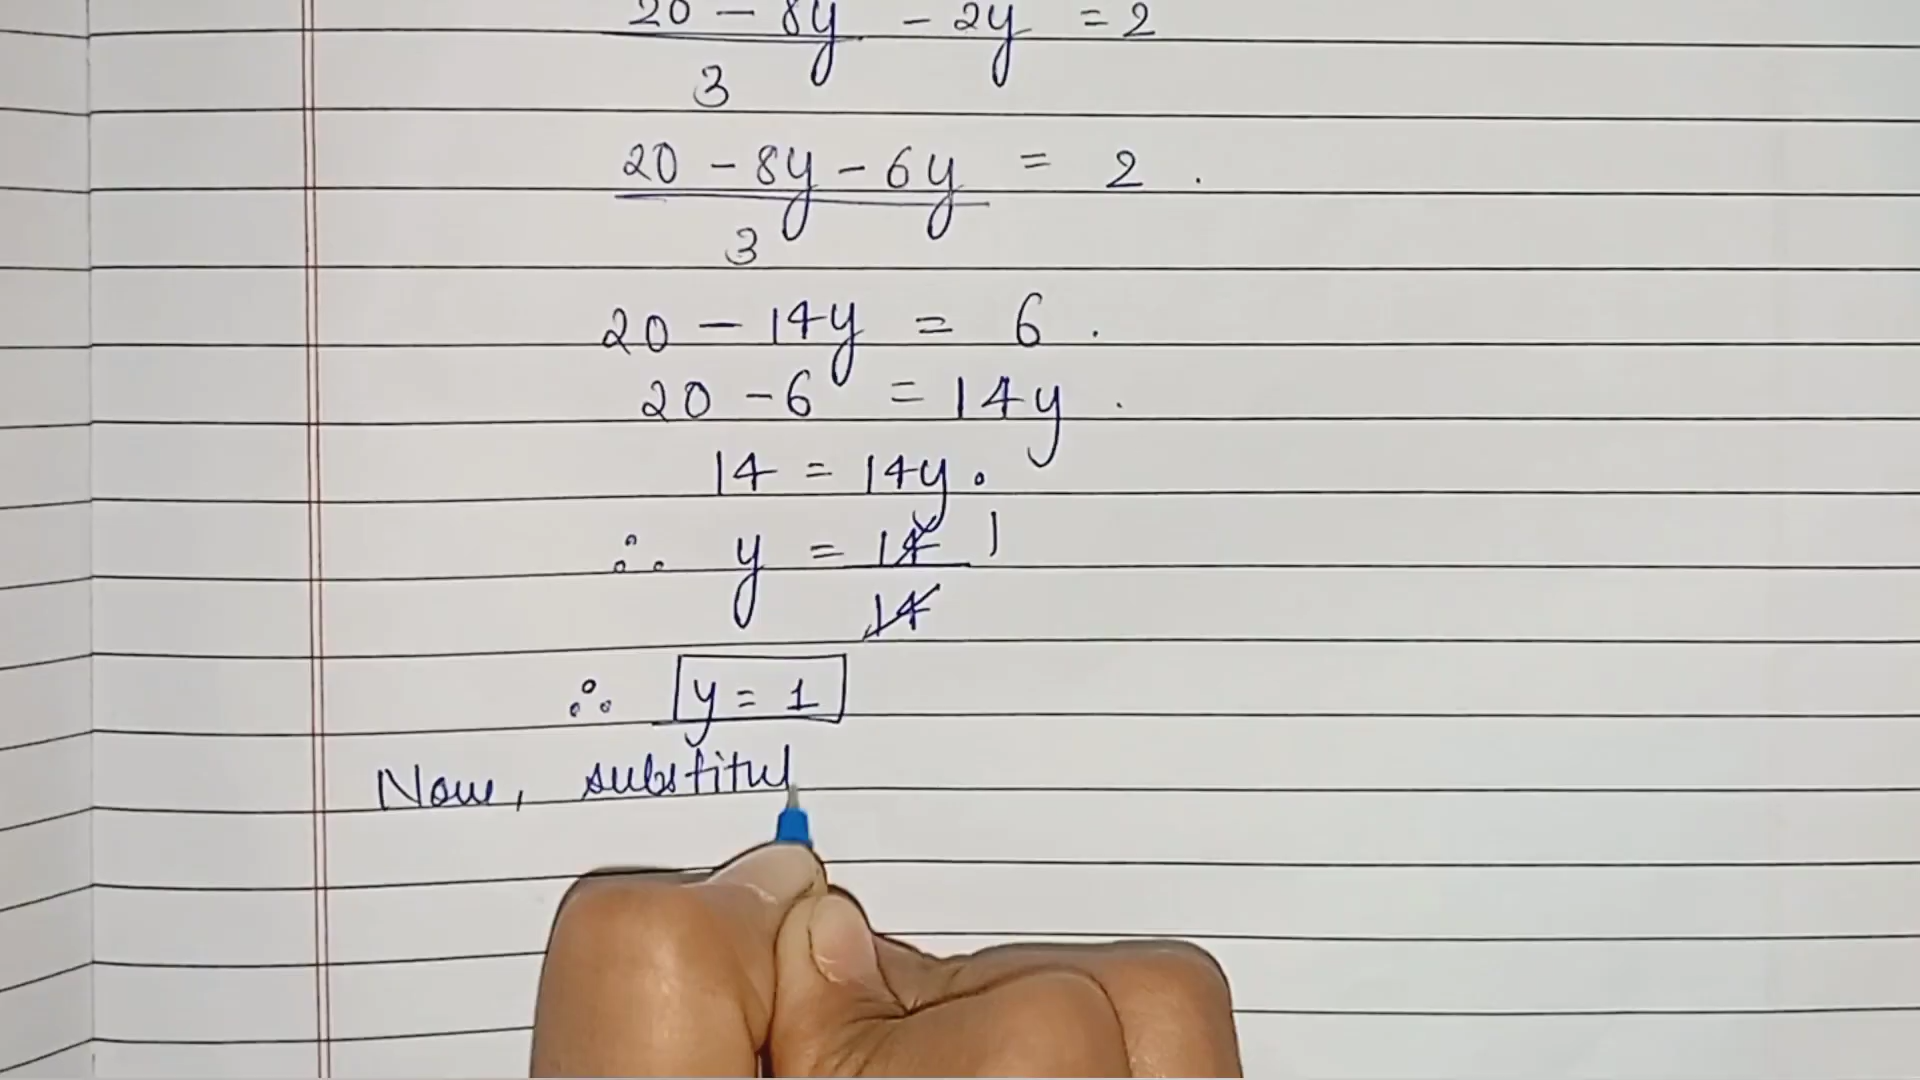 20 - 8y - 2y = 2
3
20 - 8y - 6y = 2 .
3
20 - 14y = 6 .
20 - 6 = 14y .
14 = 14y .
∴ y = 14 1
14
∴ y = 1
Now, substitut